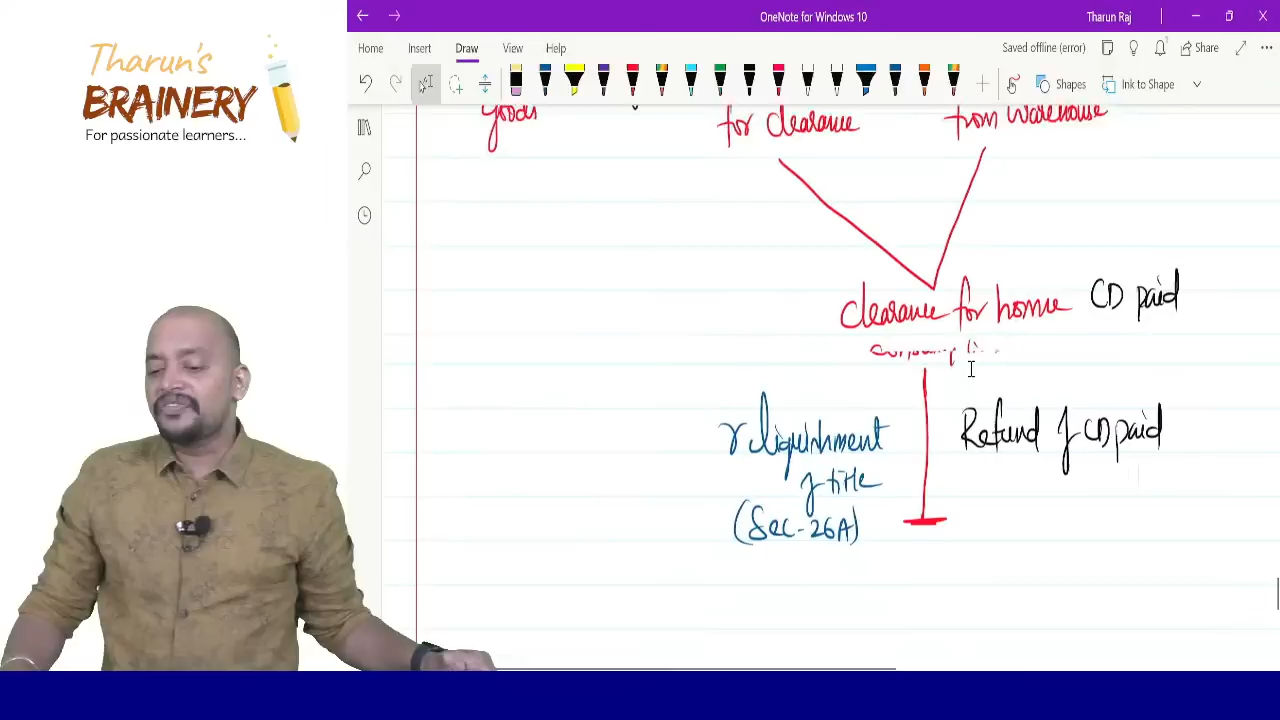 OneNote for Windows 10
Tharun Raj
Tharun's
BRAINERY
For passionate learners...
Home Insert Draw View Help
Saved offline (error)
Share
Shapes
Ink to Shape
goods
for clearance
from warehouse
clearance for home CD paid
reliquishment
of title
(Sec-26A)
Refund of CD paid